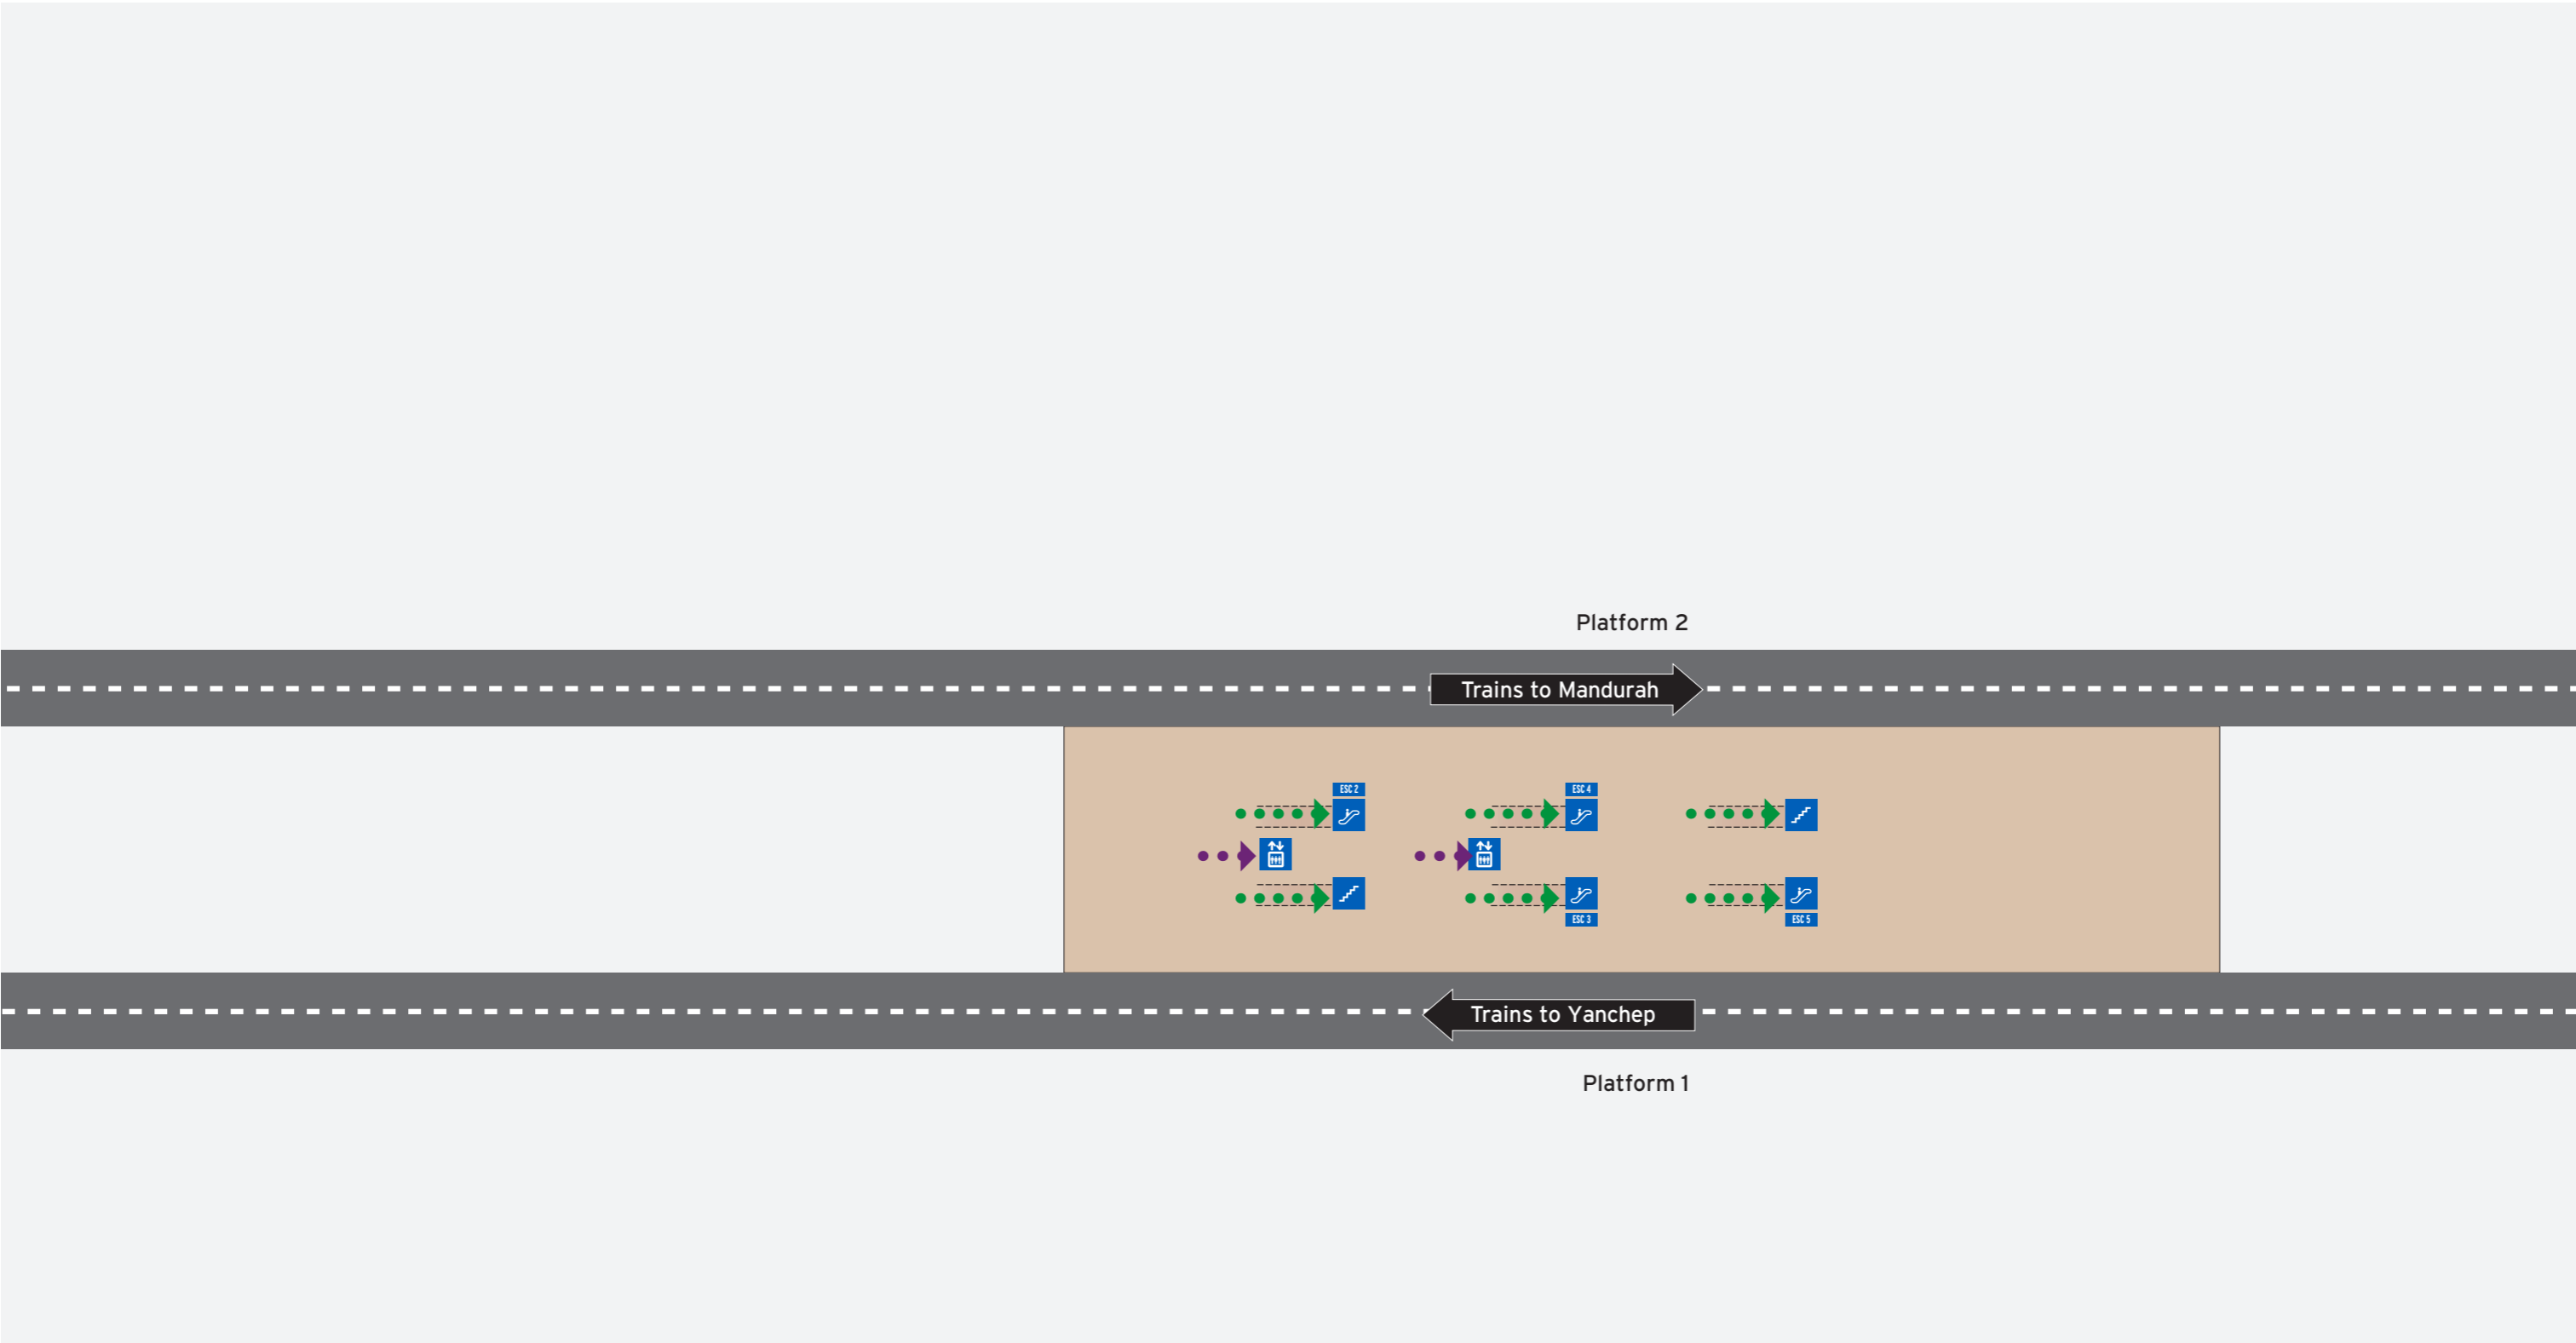 Platform 2
Trains to Mandurah
ESC 2
ESC 4
ESC 3
ESC 5
Trains to Yanchep
Platform 1